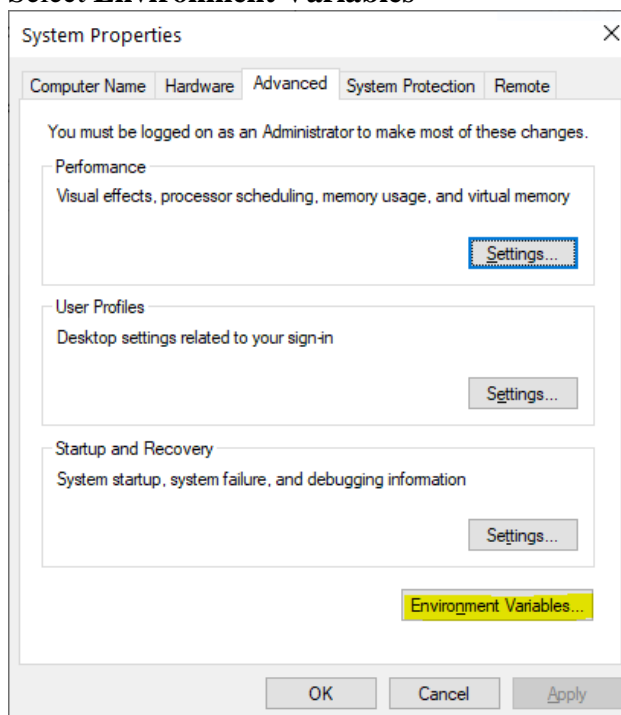 Select Environment Variables
System Properties
Computer Name Hardware Advanced System Protection Remote
You must be logged on as an Administrator to make most of these changes.
Performance
Visual effects, processor scheduling, memory usage, and virtual memory
Settings...
User Profiles
Desktop settings related to your sign-in
Settings...
Startup and Recovery
System startup, system failure, and debugging information
Settings...
Environment Variables...
OK Cancel Apply